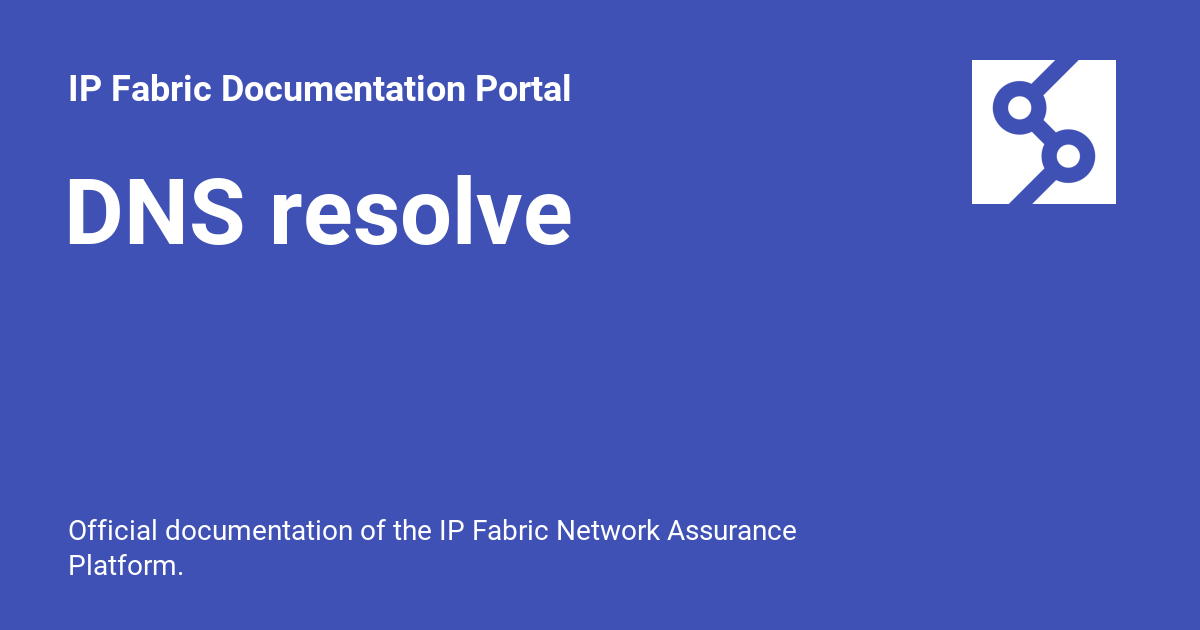 IP Fabric Documentation Portal
DNS resolve
Official documentation of the IP Fabric Network Assurance
Platform.